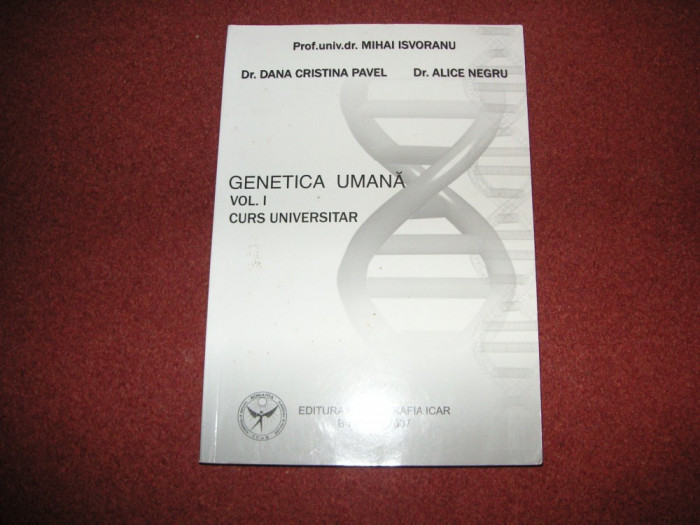 Prof.univ.dr. MIHAI ISVORANU
Dr. DANA CRISTINA PAVEL Dr. ALICE NEGRU
GENETICA UMANĂ
VOL. I
CURS UNIVERSITAR
EDITURA ICAR
ROMANIA